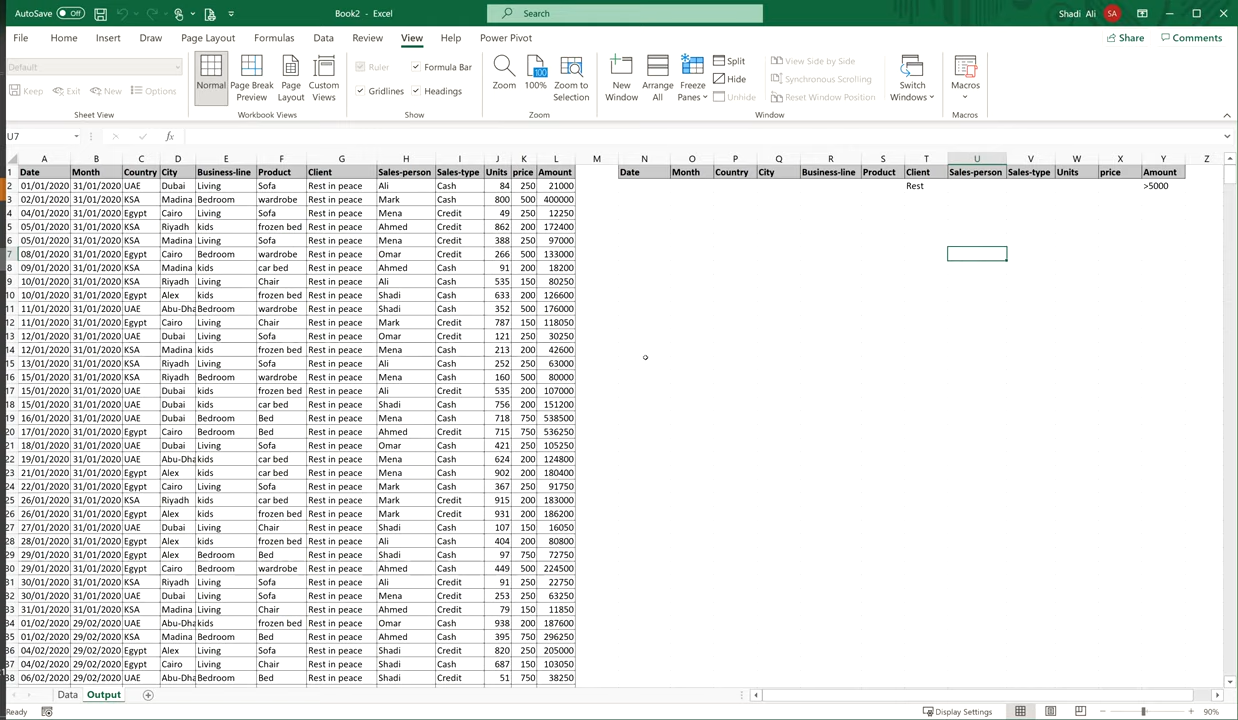 AutoSave Off Book2 - Excel Search Shadi Ali SA
File Home Insert Draw Page Layout Formulas Data Review View Help Power Pivot Share Comments
Default
Keep Exit New Options
Normal Page Break Preview Page Layout Custom Views
Ruler Formula Bar
Gridlines Headings
Zoom 100% Zoom to Selection
New Window Arrange All Freeze Panes
Split
Hide
Unhide
View Side by Side
Synchronous Scrolling
Reset Window Position
Switch Windows Macros
Sheet View Workbook Views Show Zoom Window Macros
U7 fx
A B C D E F G H I J K L M N O P Q R S T U V W X Y Z
1 Date Month Country City Business-line Product Client Sales-person Sales-type Units price Amount Date Month Country City Business-line Product Client Sales-person Sales-type Units price Amount
2 01/01/2020 31/01/2020 UAE Dubai Living Sofa Rest in peace Ali Cash 84 250 21000 Rest >5000
3 02/01/2020 31/01/2020 KSA Madina Bedroom wardrobe Rest in peace Mark Cash 800 500 400000
4 04/01/2020 31/01/2020 Egypt Cairo Living Sofa Rest in peace Mena Credit 49 250 12250
5 05/01/2020 31/01/2020 KSA Riyadh kids frozen bed Rest in peace Ahmed Credit 862 200 172400
6 05/01/2020 31/01/2020 KSA Madina Living Sofa Rest in peace Mena Credit 388 250 97000
7 08/01/2020 31/01/2020 Egypt Cairo Bedroom wardrobe Rest in peace Omar Credit 266 500 133000
8 09/01/2020 31/01/2020 KSA Madina kids car bed Rest in peace Ahmed Cash 91 200 18200
9 10/01/2020 31/01/2020 KSA Riyadh Living Chair Rest in peace Ali Cash 535 150 80250
10 10/01/2020 31/01/2020 Egypt Alex kids frozen bed Rest in peace Shadi Cash 633 200 126600
11 11/01/2020 31/01/2020 UAE Abu-Dha Bedroom wardrobe Rest in peace Shadi Cash 352 500 176000
12 11/01/2020 31/01/2020 Egypt Cairo Living Chair Rest in peace Mark Credit 787 150 118050
13 12/01/2020 31/01/2020 UAE Dubai Living Sofa Rest in peace Omar Credit 121 250 30250
14 12/01/2020 31/01/2020 KSA Madina kids frozen bed Rest in peace Mena Cash 213 200 42600
15 13/01/2020 31/01/2020 KSA Riyadh Living Sofa Rest in peace Ali Cash 252 250 63000
16 15/01/2020 31/01/2020 KSA Riyadh Bedroom wardrobe Rest in peace Mena Cash 160 500 80000
17 15/01/2020 31/01/2020 UAE Dubai kids frozen bed Rest in peace Ali Credit 535 200 107000
18 15/01/2020 31/01/2020 UAE Dubai kids car bed Rest in peace Shadi Cash 756 200 151200
19 16/01/2020 31/01/2020 UAE Dubai Bedroom Bed Rest in peace Mena Cash 718 750 538500
20 17/01/2020 31/01/2020 Egypt Cairo Bedroom Bed Rest in peace Ahmed Credit 715 750 536250
21 18/01/2020 31/01/2020 UAE Dubai Living Sofa Rest in peace Omar Credit 421 250 105250
22 19/01/2020 31/01/2020 UAE Abu-Dha kids car bed Rest in peace Mena Cash 624 200 124800
23 21/01/2020 31/01/2020 Egypt Alex kids car bed Rest in peace Mena Cash 902 200 180400
24 22/01/2020 31/01/2020 Egypt Cairo Living Sofa Rest in peace Mark Cash 367 250 91750
25 26/01/2020 31/01/2020 KSA Riyadh kids car bed Rest in peace Mark Credit 915 200 183000
26 26/01/2020 31/01/2020 Egypt Alex kids frozen bed Rest in peace Mark Credit 931 200 186200
27 27/01/2020 31/01/2020 UAE Dubai Living Chair Rest in peace Shadi Cash 107 150 16050
28 28/01/2020 31/01/2020 Egypt Alex kids frozen bed Rest in peace Ali Cash 404 200 80800
29 29/01/2020 31/01/2020 Egypt Alex Bedroom Bed Rest in peace Shadi Cash 97 750 72750
30 29/01/2020 31/01/2020 Egypt Cairo Bedroom wardrobe Rest in peace Ahmed Cash 449 500 224500
31 30/01/2020 31/01/2020 KSA Riyadh Living Sofa Rest in peace Ali Credit 91 250 22750
32 30/01/2020 31/01/2020 UAE Dubai Living Sofa Rest in peace Mena Cash 253 250 63250
33 31/01/2020 31/01/2020 KSA Madina Living Chair Rest in peace Ahmed Credit 79 150 11850
34 01/02/2020 29/02/2020 UAE Abu-Dha kids frozen bed Rest in peace Omar Cash 938 200 187600
35 01/02/2020 29/02/2020 KSA Madina Bedroom Bed Rest in peace Ahmed Cash 395 750 296250
36 04/02/2020 29/02/2020 Egypt Alex Living Sofa Rest in peace Shadi Credit 820 250 205000
37 04/02/2020 29/02/2020 Egypt Cairo Living Chair Rest in peace Shadi Cash 687 150 103050
38 06/02/2020 29/02/2020 UAE Abu-Dha Bedroom Bed Rest in peace Shadi Cash 51 750 38250
Data Output
Ready Display Settings 90%